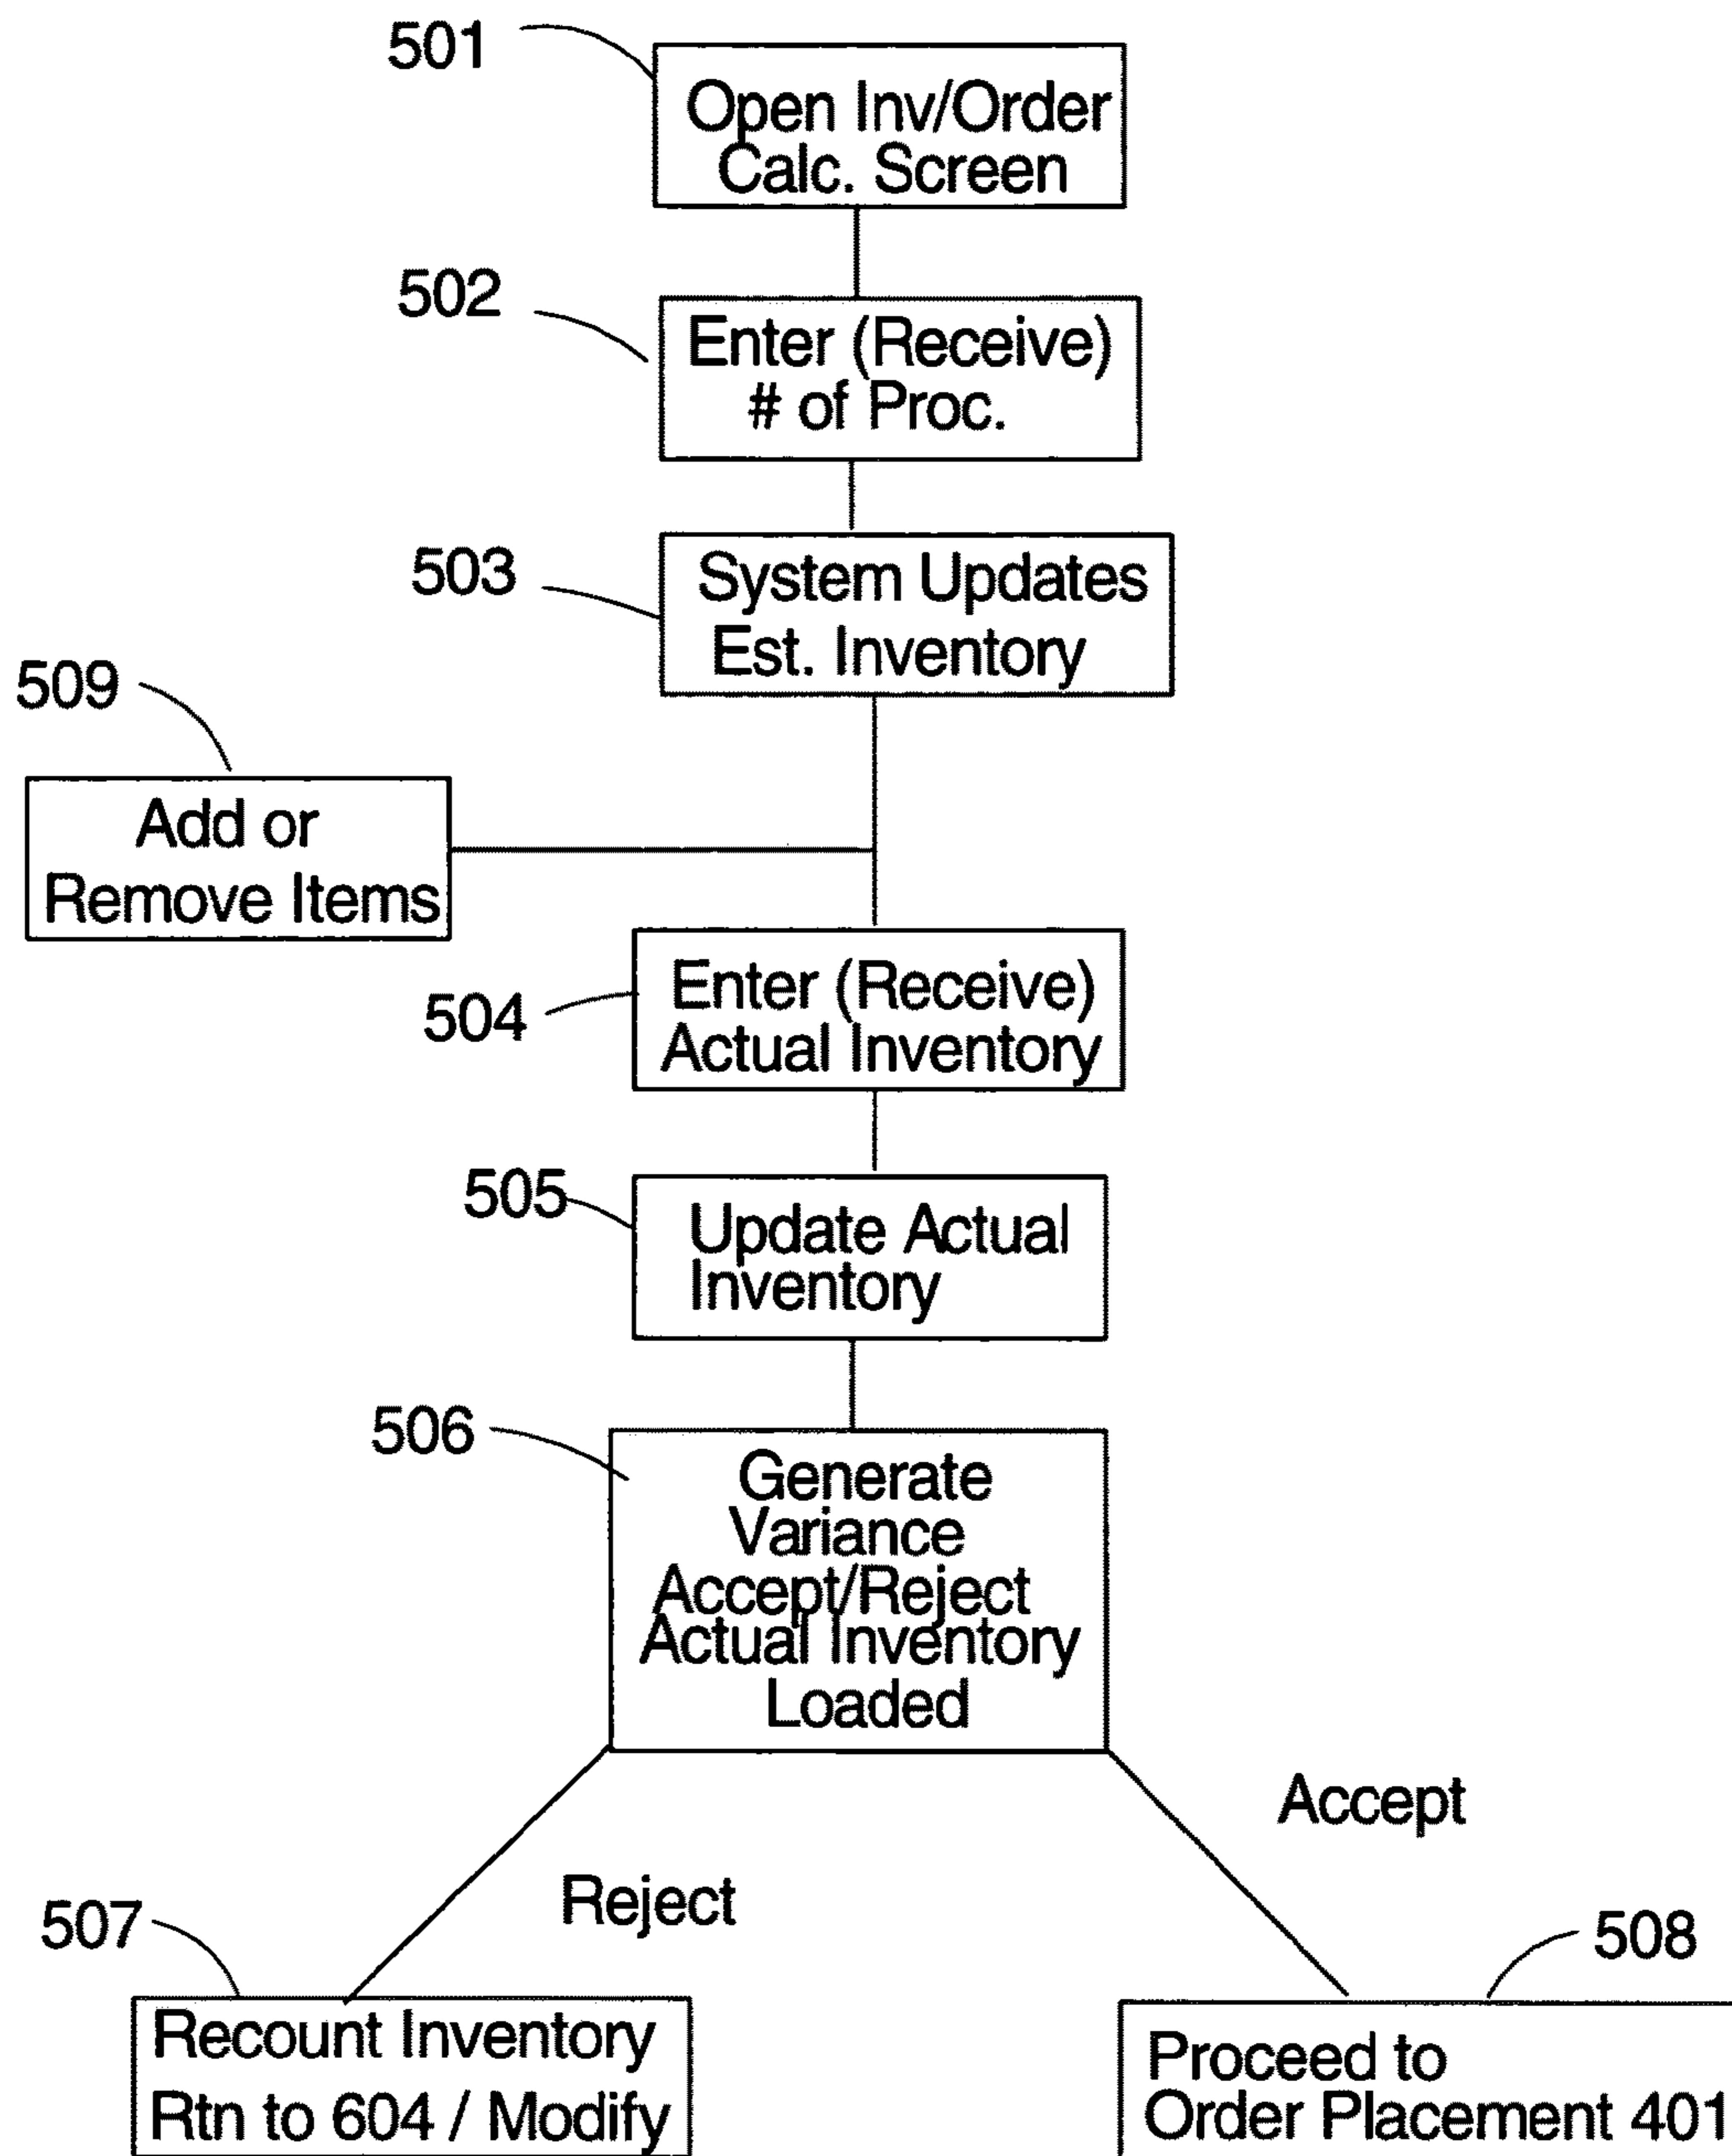 501
Open Inv/Order
Calc. Screen
502
Enter (Receive)
# of Proc.
503
System Updates
Est. Inventory
509
Add or
Remove Items
504
Enter (Receive)
Actual Inventory
505
Update Actual
Inventory
506
Generate
Variance
Accept/Reject
Actual Inventory
Loaded
Accept
Reject
507
508
Recount Inventory
Rtn to 604 / Modify
Proceed to
Order Placement 401